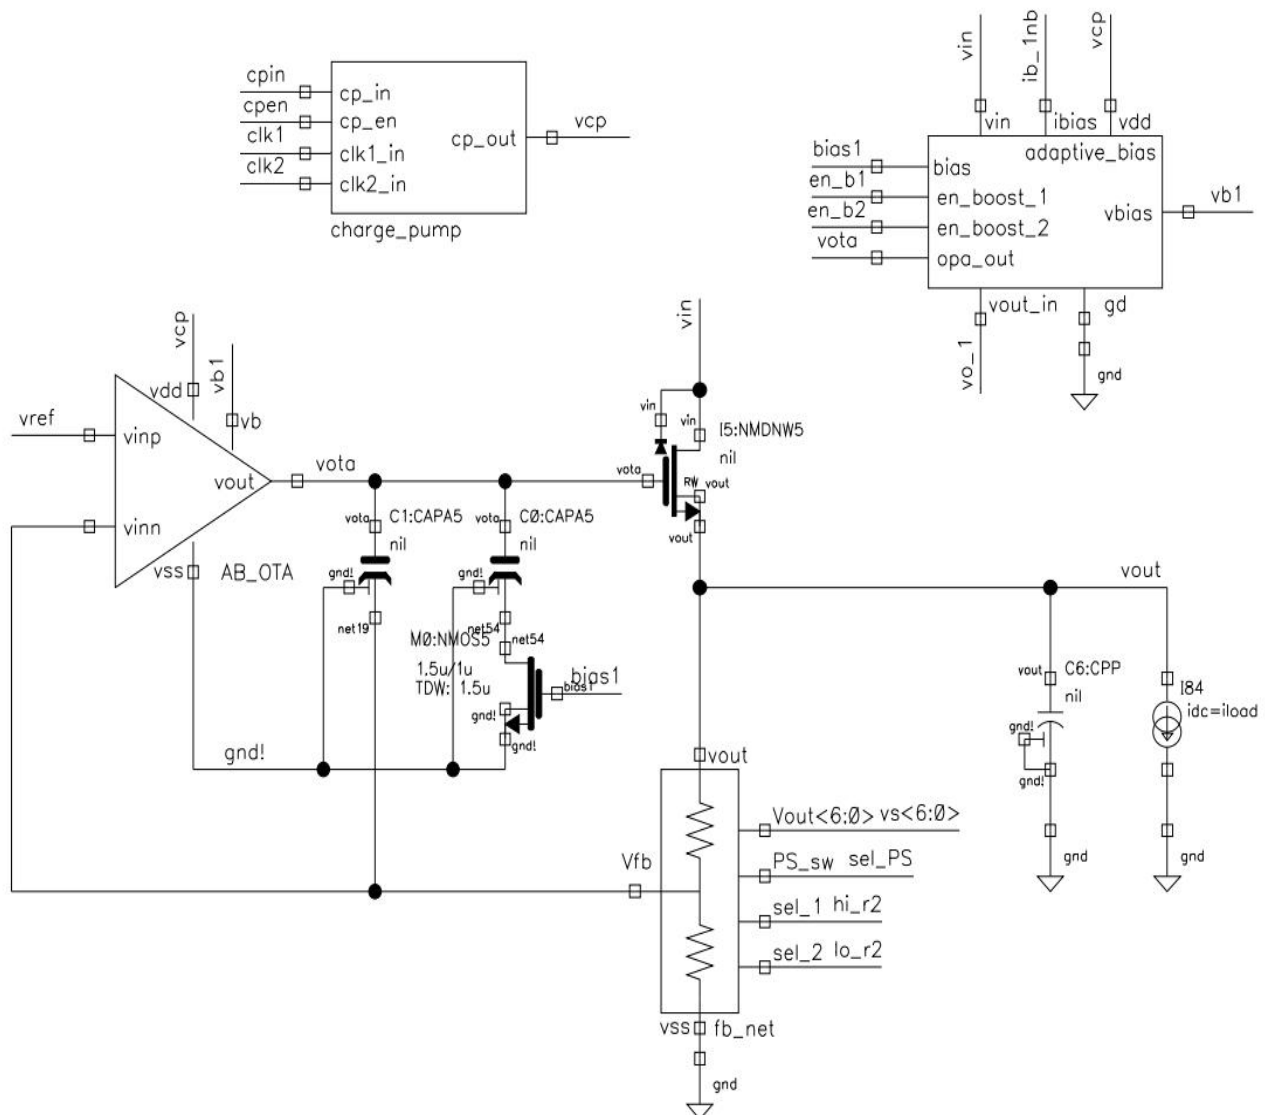 cpin
cpen
clk1
clk2
cp_in
cp_en
clk1_in
clk2_in
cp_out
vcp
charge_pump
vin
ib_1nb
vcp
vin
ibias
vdd
adaptive_bias
bias1
en_b1
en_b2
vota
bias
en_boost_1
en_boost_2
opa_out
vbias
vb1
vout_in
gd
vo_1
gnd
vcp
vb1
vdd
vb
vref
vinp
vinn
vout
vss
AB_OTA
vota
vin
vin
vin
I5:NMDNW5
nil
vota
RW
vout
vout
vota
C1:CAPA5
nil
gnd!
net19
vota
C0:CAPA5
nil
gnd!
net54
net54
M0:NMOS5
1.5u/1u
TDW: 1.5u
bias1
bias1
gnd!
gnd!
gnd!
vout
vout
C6:CPP
nil
gnd!
gnd!
gnd
I84
idc=iload
gnd
vout
Vfb
Vout<6:0> vs<6:0>
PS_sw sel_PS
sel_1 hi_r2
sel_2 lo_r2
vss
fb_net
gnd